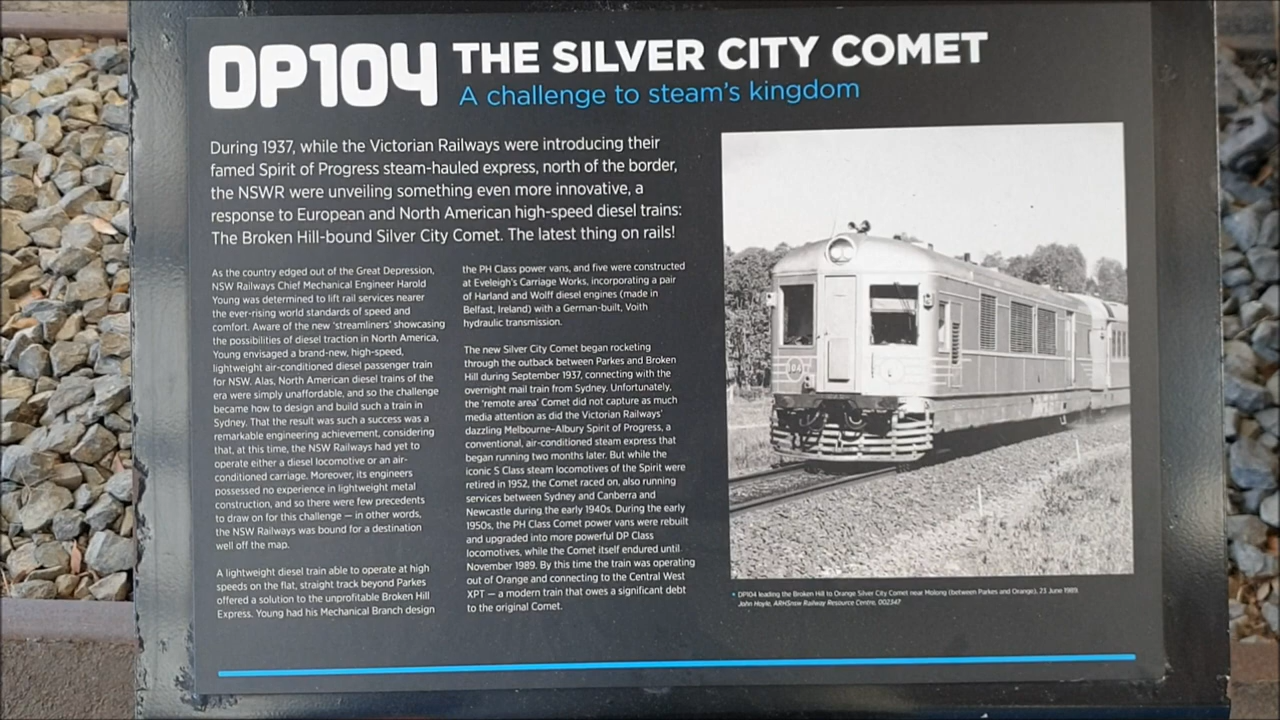 DP104 THE SILVER CITY COMET
A challenge to steam's kingdom
During 1937, while the Victorian Railways were introducing their
famed Spirit of Progress steam-hauled express, north of the border,
the NSWR were unveiling something even more innovative, a
response to European and North American high-speed diesel trains:
The Broken Hill-bound Silver City Comet. The latest thing on rails!
As the country edged out of the Great Depression,
NSW Railways Chief Mechanical Engineer Harold
Young was determined to lift rail services nearer
the ever-rising world standards of speed and
comfort. Aware of the new 'streamliners' showcasing
the possibilities of diesel traction in North America,
Young envisaged a brand-new, high-speed,
lightweight air-conditioned diesel passenger train
for NSW. Alas, North American diesel trains of the
era were simply unaffordable, and so the challenge
became how to design and build such a train in
Sydney. That the result was such a success was a
remarkable engineering achievement, considering
that, at this time, the NSW Railways had yet to
operate either a diesel locomotive or an air-
conditioned carriage. Moreover, its engineers
possessed no experience in lightweight metal
construction, and so there were few precedents
to draw on for this challenge — in other words,
the NSW Railways was bound for a destination
well off the map.
A lightweight diesel train able to operate at high
speeds on the flat, straight track beyond Parkes
offered a solution to the unprofitable Broken Hill
Express. Young had his Mechanical Branch design
the PH Class power vans, and five were constructed
at Eveleigh's Carriage Works, incorporating a pair
of Harland and Wolff diesel engines (made in
Belfast, Ireland) with a German-built, Voith
hydraulic transmission.
The new Silver City Comet began rocketing
through the outback between Parkes and Broken
Hill during September 1937, connecting with the
overnight mail train from Sydney. Unfortunately,
the 'remote area' Comet did not capture as much
media attention as did the Victorian Railways'
dazzling Melbourne–Albury Spirit of Progress, a
conventional, air-conditioned steam express that
began running two months later. But while the
iconic S Class steam locomotives of the Spirit were
retired in 1952, the Comet raced on, also running
services between Sydney and Canberra and
Newcastle during the early 1940s. During the early
1950s, the PH Class Comet power vans were rebuilt
and upgraded into more powerful DP Class
locomotives, while the Comet itself endured until
November 1989. By this time the train was operating
out of Orange and connecting to the Central West
XPT — a modern train that owes a significant debt
to the original Comet.
104
DP104 leading the Broken Hill to Orange Silver City Comet near Molong (between Parkes and Orange), 23 June 1989.
John Hoyle, ARHSnsw Railway Resource Centre, 002347